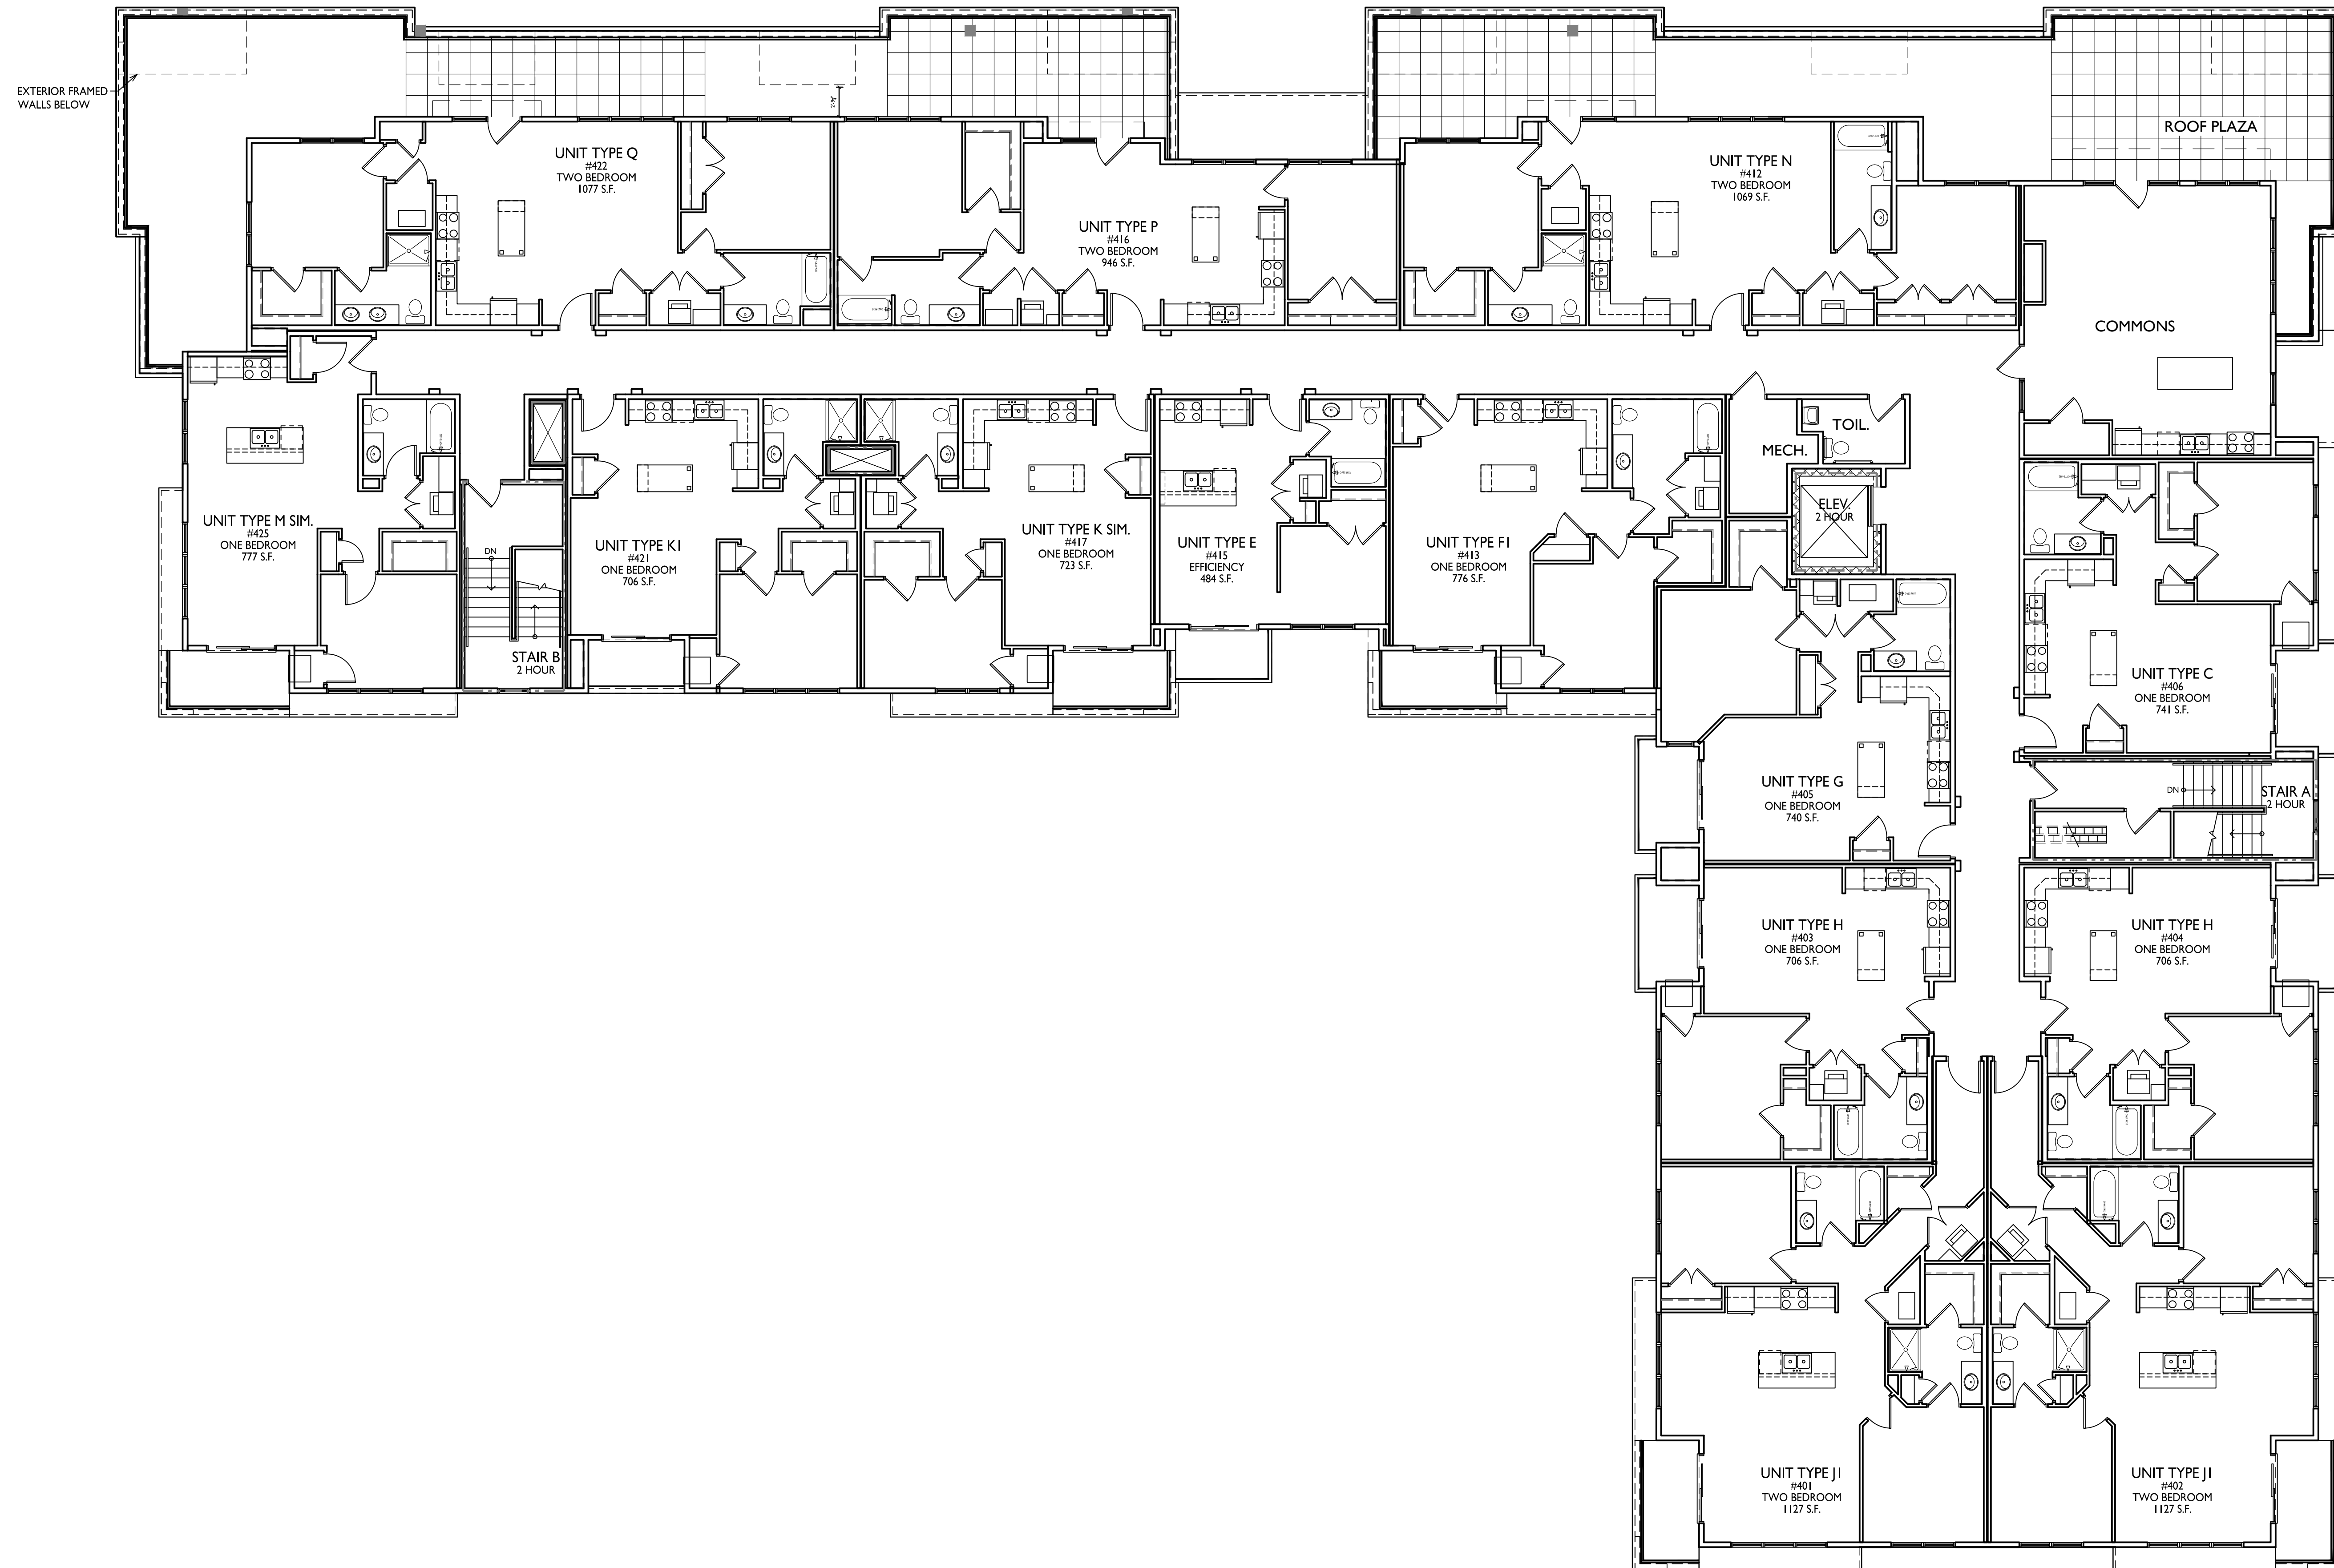 EXTERIOR FRAMED
WALLS BELOW
ROOF PLAZA
UNIT TYPE Q
#422
TWO BEDROOM
1077 S.F.
UNIT TYPE P
#416
TWO BEDROOM
946 S.F.
UNIT TYPE N
#412
TWO BEDROOM
1069 S.F.
COMMONS
UNIT TYPE M SIM.
#425
ONE BEDROOM
777 S.F.
DN
STAIR B
2 HOUR
UNIT TYPE K1
#421
ONE BEDROOM
706 S.F.
UNIT TYPE K SIM.
#417
ONE BEDROOM
723 S.F.
UNIT TYPE E
#415
EFFICIENCY
484 S.F.
UNIT TYPE F1
#413
ONE BEDROOM
776 S.F.
MECH.
TOIL.
ELEV.
2 HOUR
UNIT TYPE C
#406
ONE BEDROOM
741 S.F.
UNIT TYPE G
#405
ONE BEDROOM
740 S.F.
DN
STAIR A
2 HOUR
UNIT TYPE H
#403
ONE BEDROOM
706 S.F.
UNIT TYPE H
#404
ONE BEDROOM
706 S.F.
UNIT TYPE J1
#401
TWO BEDROOM
1127 S.F.
UNIT TYPE J1
#402
TWO BEDROOM
1127 S.F.